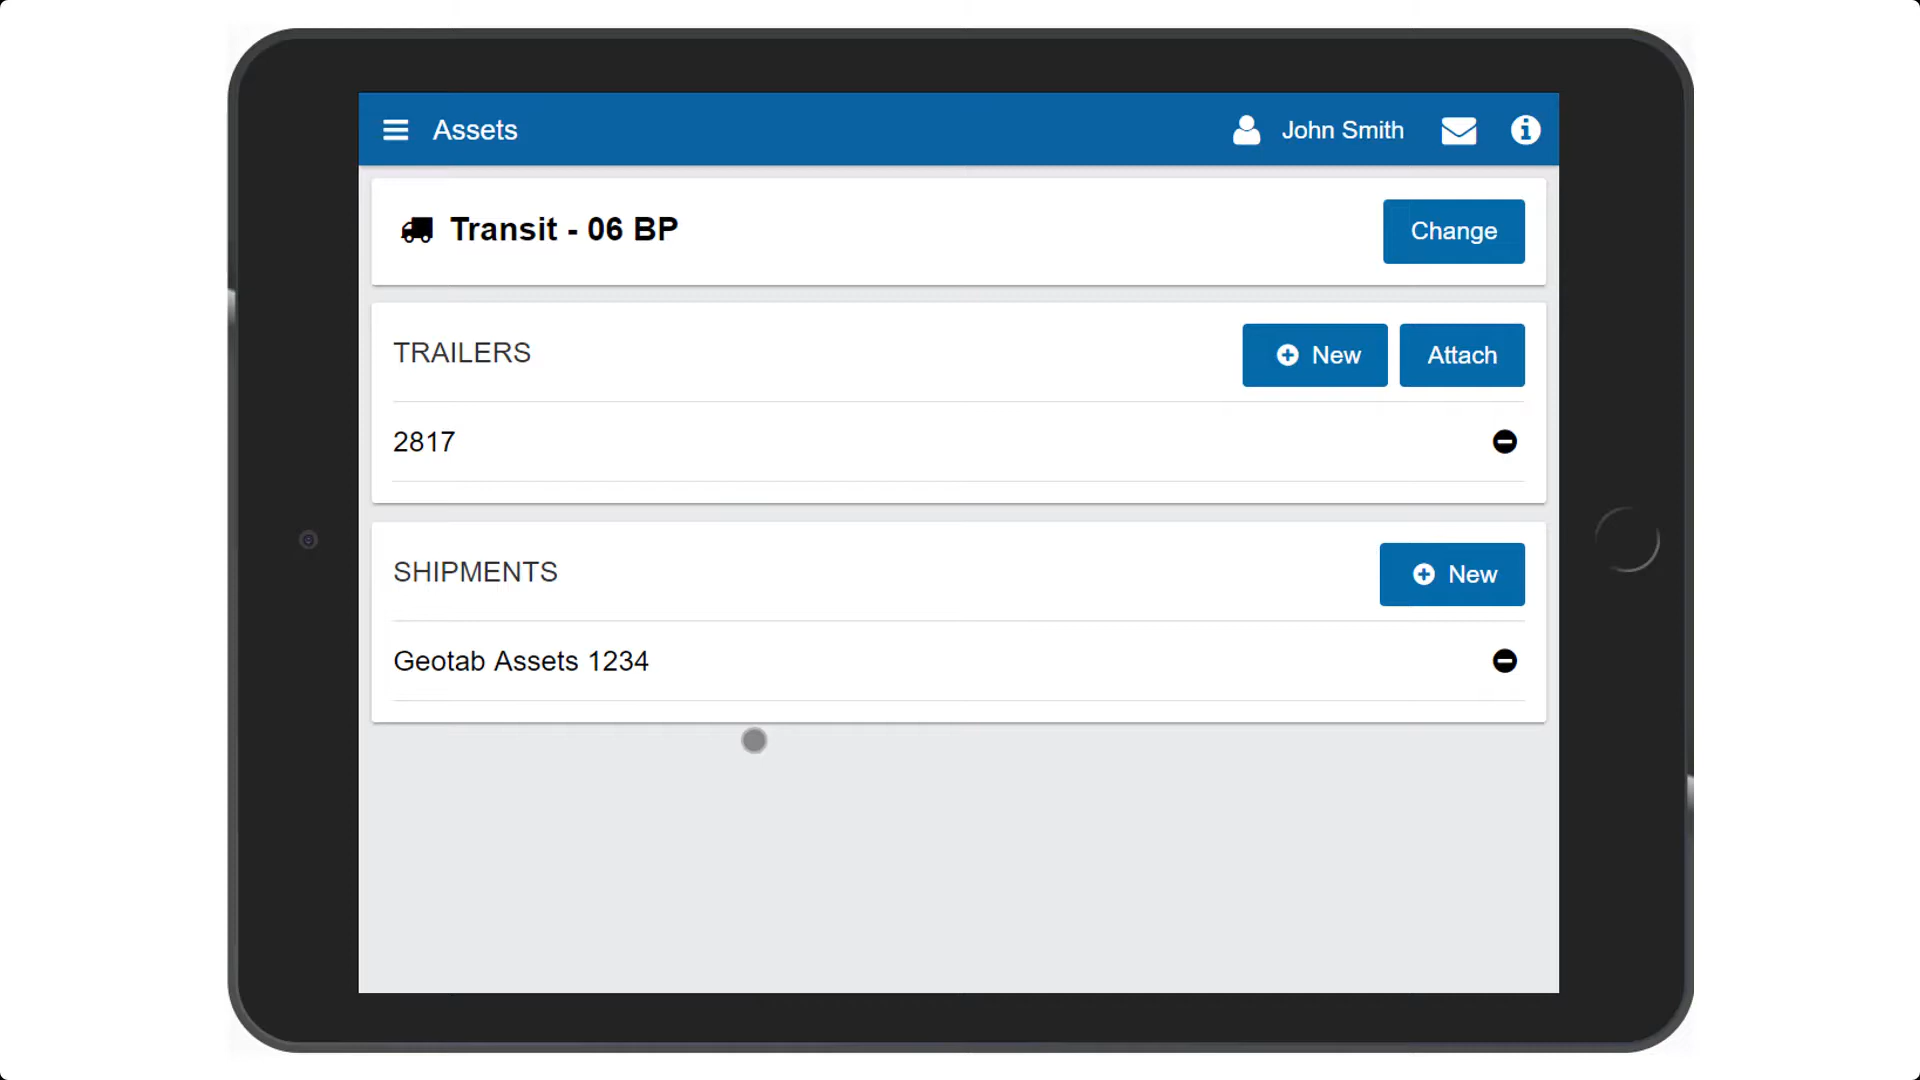 Assets
John Smith
Transit - 06 BP
Change
TRAILERS
New
Attach
2817
SHIPMENTS
New
Geotab Assets 1234